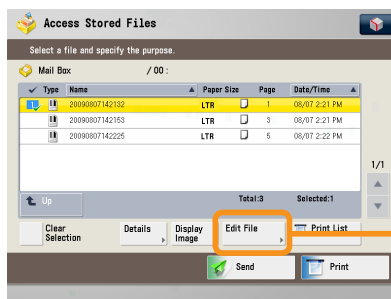 Access Stored Files
Select a file and specify the purpose.
Mail Box / 00 :
✓ Type Name ▲ Paper Size Page Date/Time ▲
1 20090807142132 LTR 1 08/07 2:21 PM
20090807142153 LTR 3 08/07 2:21 PM
20090807142225 LTR 5 08/07 2:22 PM
1/1
Up Total:3 Selected:1
Clear Selection Details Display Image Edit File Print List
Send Print